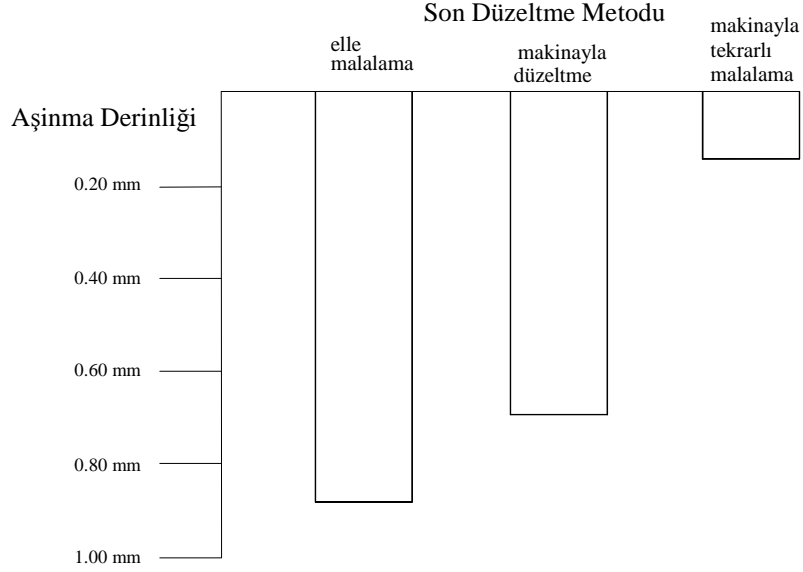 Son Düzeltme Metodu
elle
malalama
makinayla
düzeltme
makinayla
tekrarlı
malalama
Aşinma Derinliği
0.20 mm
0.40 mm
0.60 mm
0.80 mm
1.00 mm